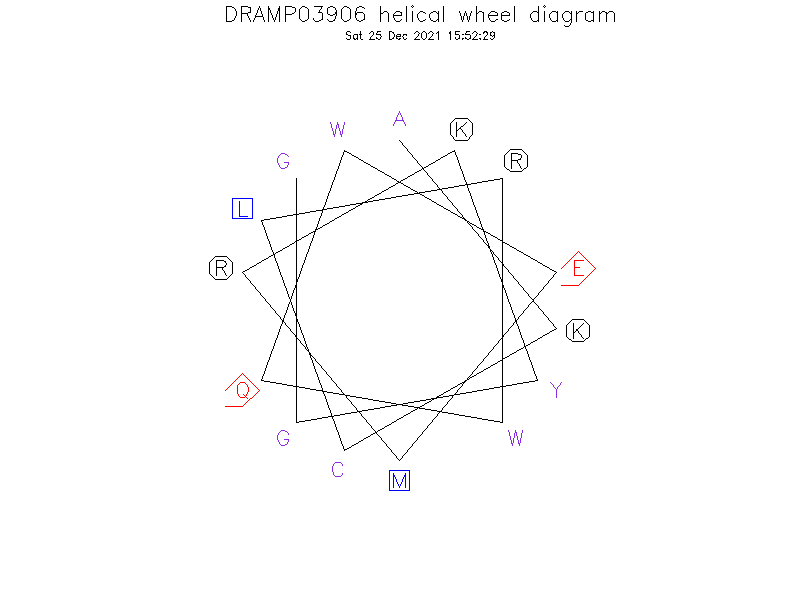 DRAMP03906 helical wheel diagram
Sat 25 Dec 2021 15:52:29
A
W
K
G
R
L
R
E
K
Q
Y
G
W
C
M